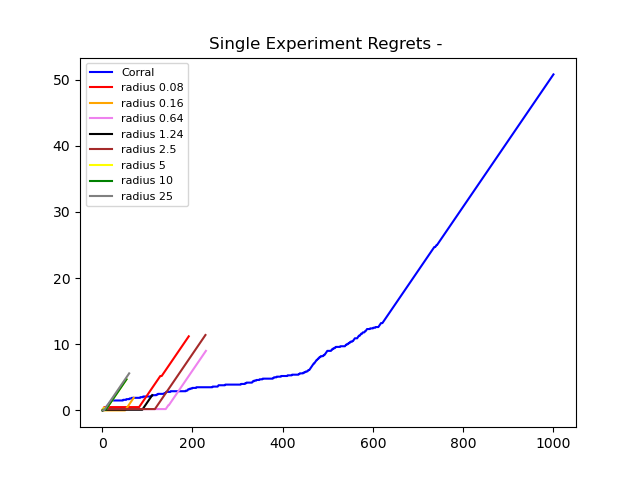 Single Experiment Regrets -
50
40
30
20
10
0
Corral
radius 0.08
radius 0.16
radius 0.64
radius 1.24
radius 2.5
radius 5
radius 10
radius 25
0 200 400 600 800 1000